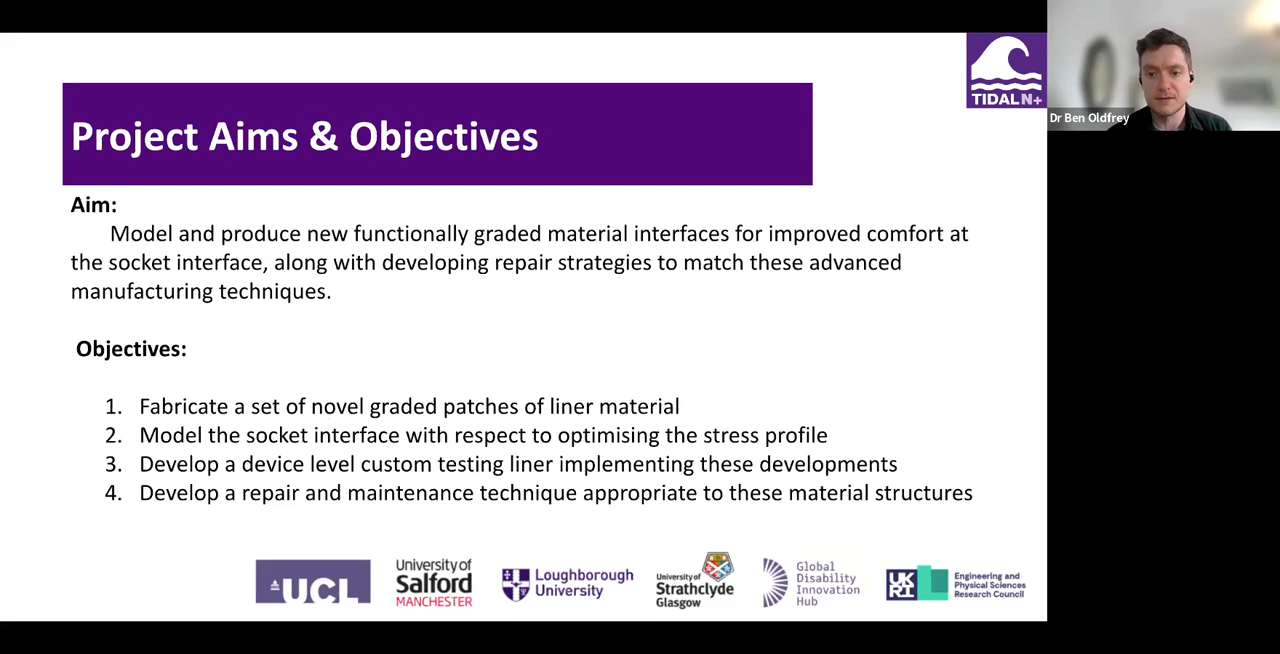 TIDAL N+
Dr Ben Oldfrey
Project Aims & Objectives
Aim:
Model and produce new functionally graded material interfaces for improved comfort at
the socket interface, along with developing repair strategies to match these advanced
manufacturing techniques.
Objectives:
1. Fabricate a set of novel graded patches of liner material
2. Model the socket interface with respect to optimising the stress profile
3. Develop a device level custom testing liner implementing these developments
4. Develop a repair and maintenance technique appropriate to these material structures
UCL
University of
Salford
MANCHESTER
Loughborough
University
University of
Strathclyde
Glasgow
Global
Disability
Innovation
Hub
UK
RI
Engineering and
Physical Sciences
Research Council